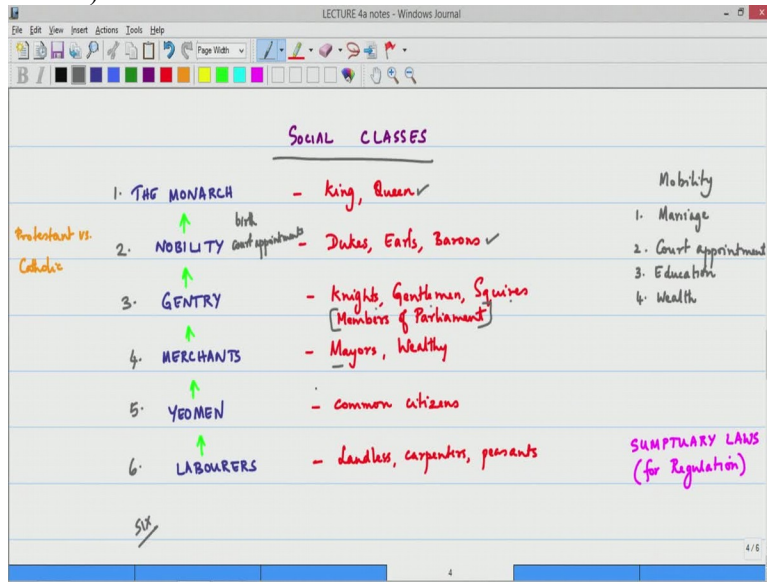 LECTURE 4a notes - Windows Journal
File Edit View Insert Actions Tools Help
Page Width
B I
SOCIAL CLASSES
1. THE MONARCH - King, Queen ✓
birth
2. NOBILITY Court appointments - Dukes, Earls, Barons ✓
Protestant vs.
Catholic
3. GENTRY - Knights, Gentlemen, Squires
[Members of Parliament]
4. MERCHANTS - Mayors, Wealthy
5. YEOMEN - common citizens
6. LABOURERS - Landless, carpenters, peasants
SIX
Mobility
1. Marriage
2. Court appointment
3. Education
4. Wealth
SUMPTUARY LAWS
(for Regulation)
4/6
4